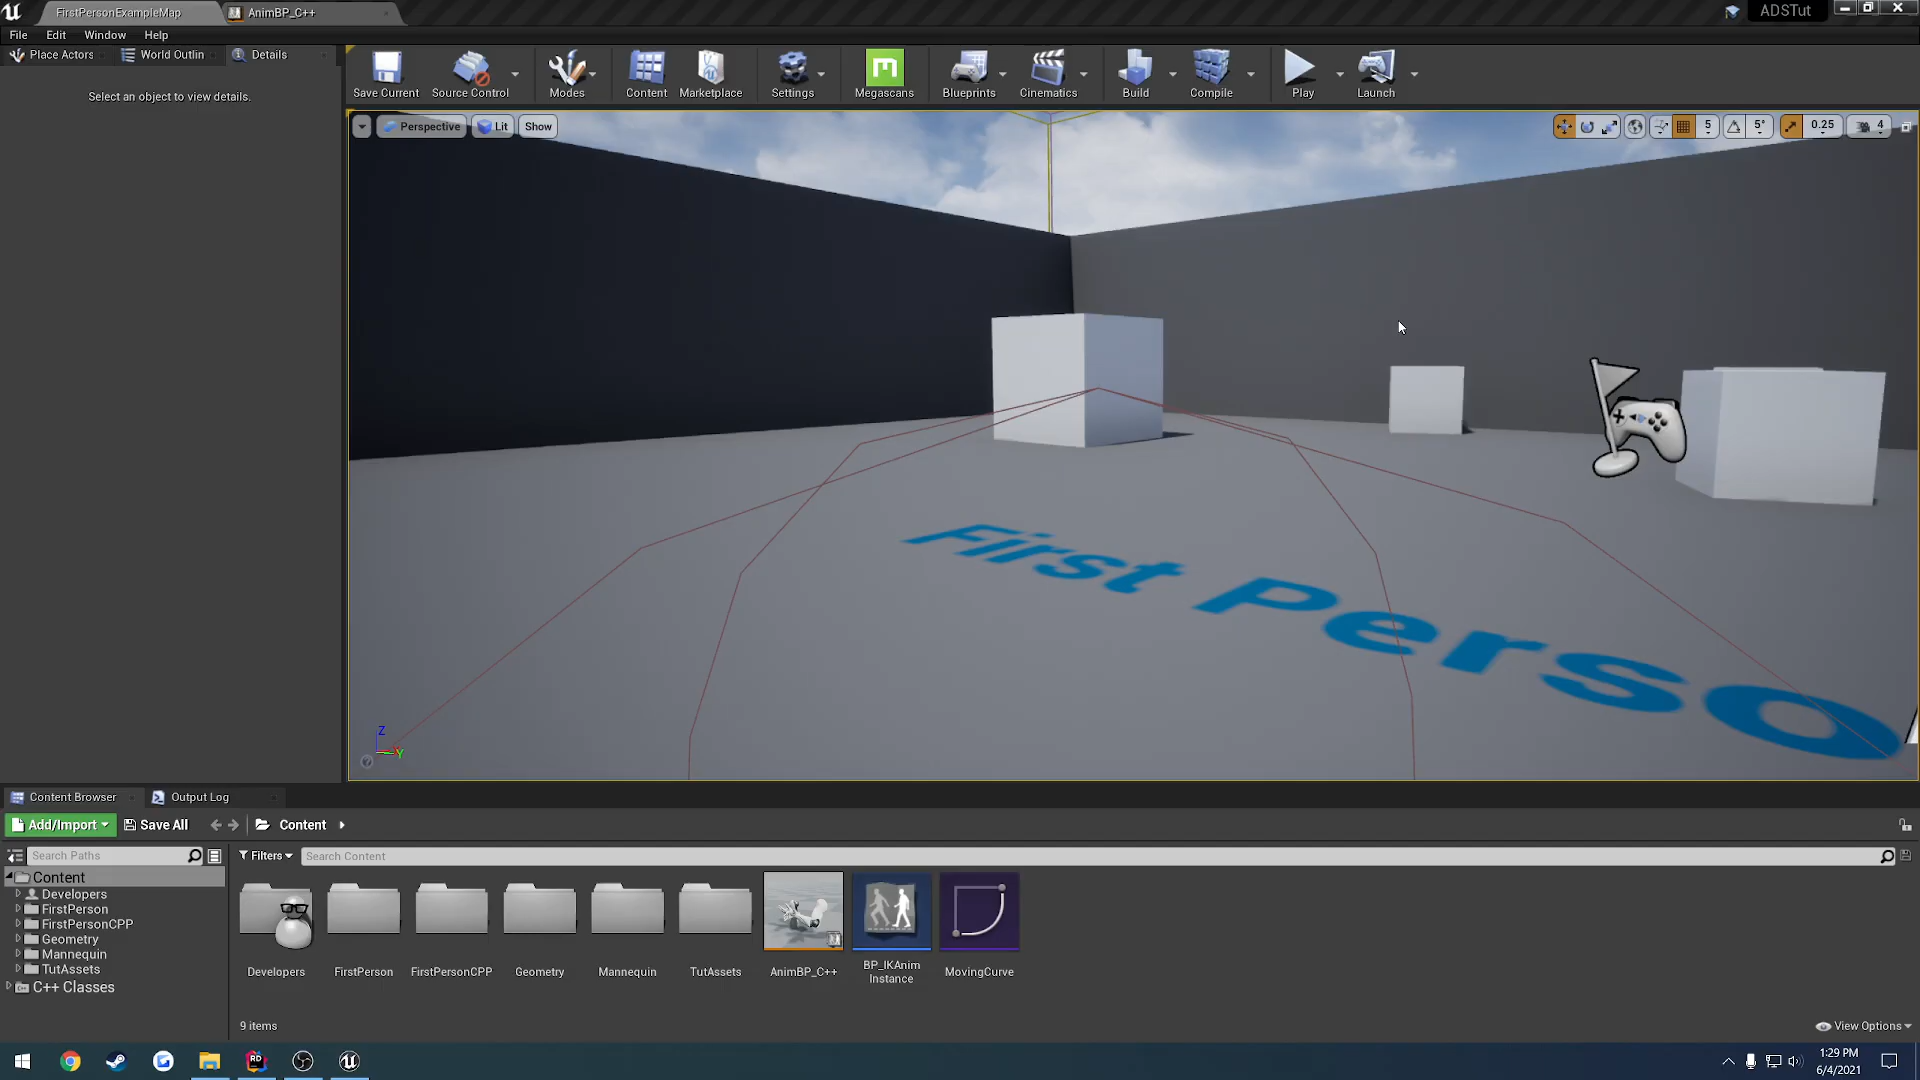 FirstPersonExampleMap
AnimBP_C++
ADSTut
File Edit Window Help
Place Actors World Outlin Details
Select an object to view details.
Save Current Source Control Modes Content Marketplace Settings Megascans Blueprints Cinematics Build Compile Play Launch
Perspective Lit Show
5 5° 0.25 4
First Perso
Z
Y
Content Browser Output Log
Add/Import Save All Content
Search Paths Filters Search Content
Content
Developers
FirstPerson
FirstPersonCPP
Geometry
Mannequin
TutAssets
C++ Classes
Developers FirstPerson FirstPersonCPP Geometry Mannequin TutAssets AnimBP_C++ BP_IKAnim
Instance MovingCurve
9 items View Options
1:29 PM
6/4/2021